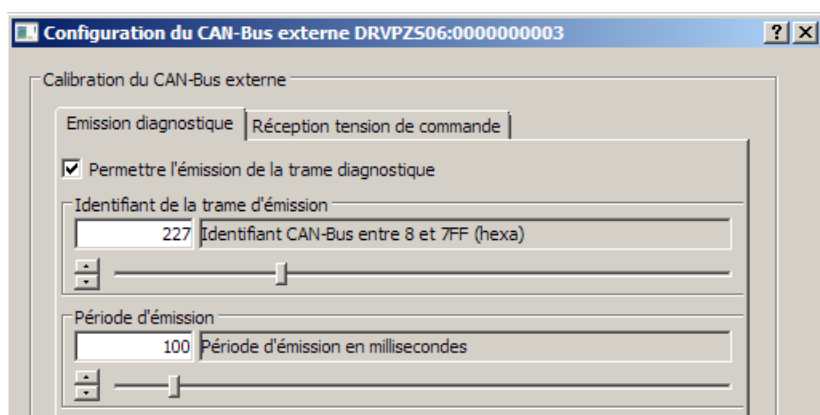 Configuration du CAN-Bus externe DRVPZS06:0000000003
Calibration du CAN-Bus externe
Emission diagnostique Réception tension de commande
Permettre l'émission de la trame diagnostique
Identifiant de la trame d'émission
227 Identifiant CAN-Bus entre 8 et 7FF (hexa)
Période d'émission
100 Période d'émission en millisecondes